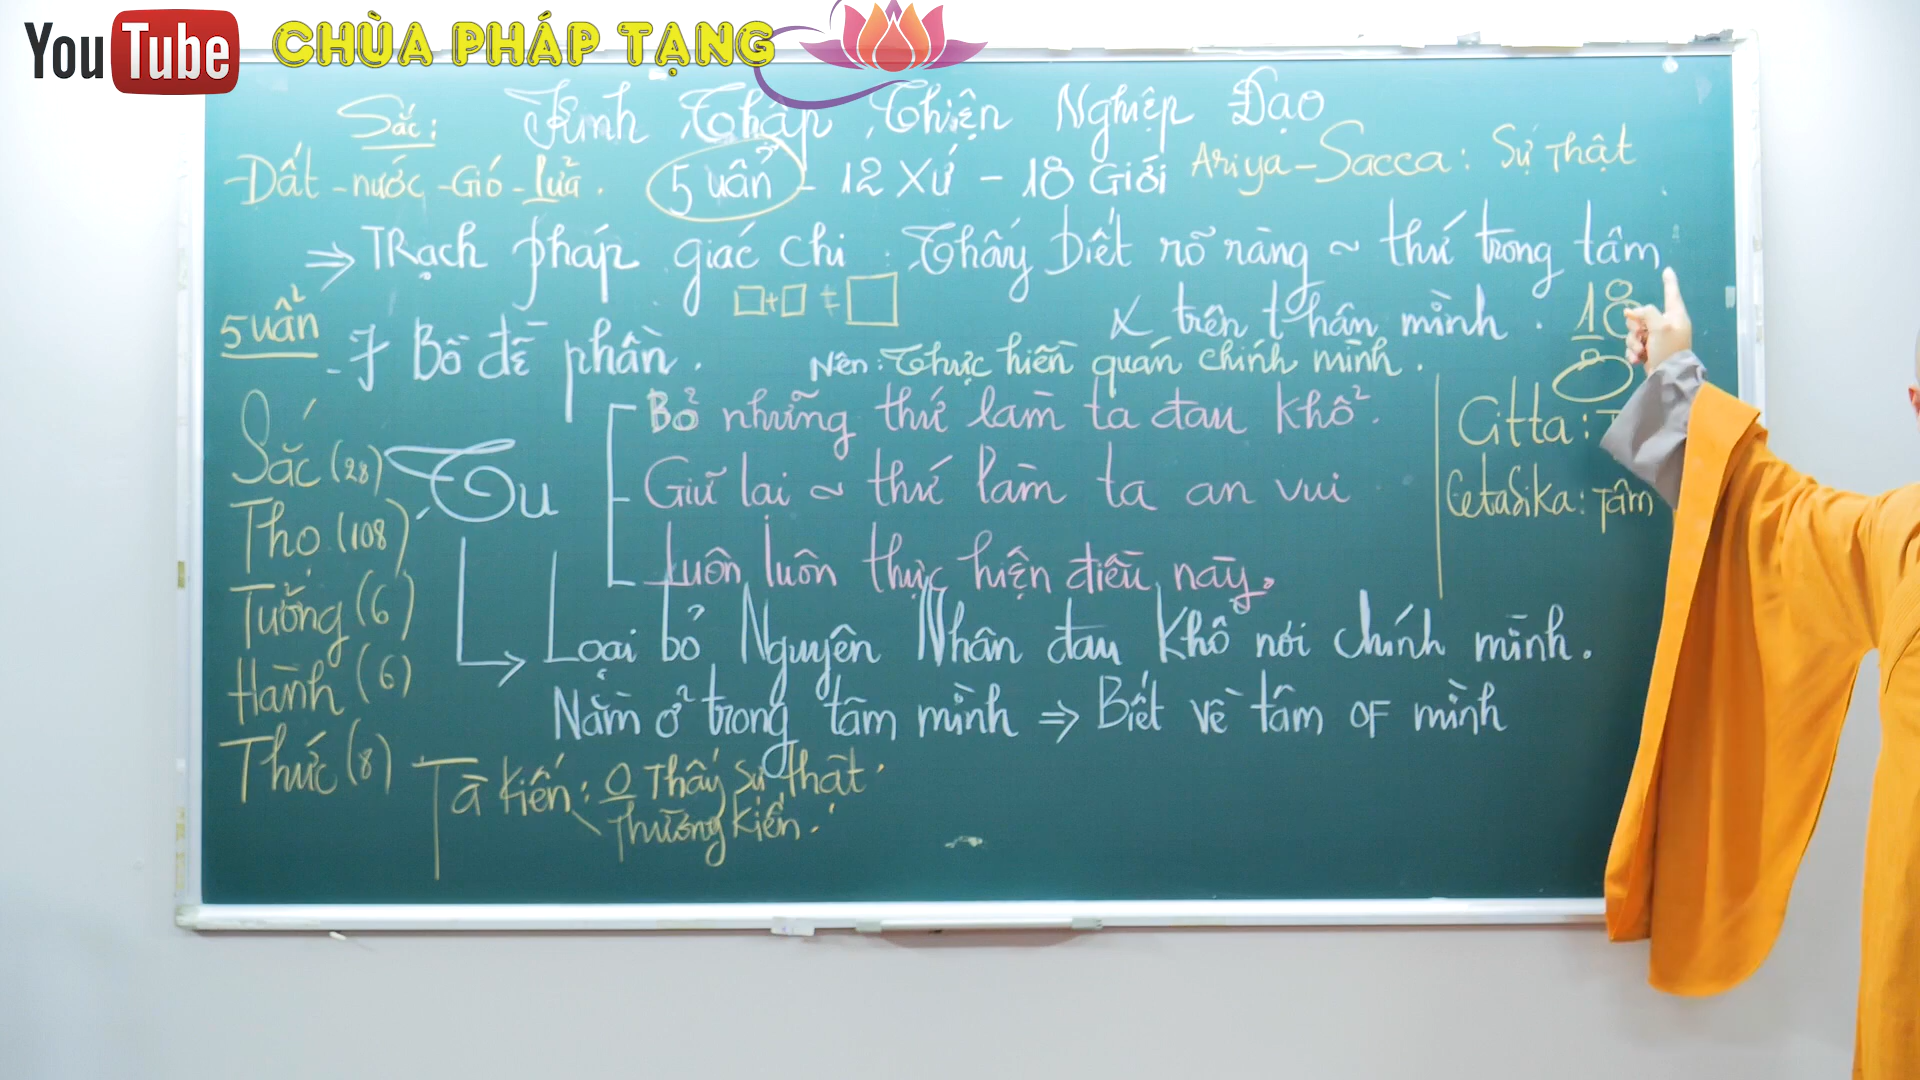 YouTube CHÙA PHÁP TẠNG
Kinh Thập Thiện Nghiệp Đạo
Sắc:
-Đất - nước - Gió - lửa.
5 uẩn - 12 Xứ - 18 Giới
Ariya-Sacca: Sự Thật
⇒ TRạch pháp giác chi: Thấy biết rõ ràng ~ thứ trong tâm
□+□ ≠ □
& trên thân mình.
18
5 uẩn
- 7 Bồ đề phần.
Nên: Thực hiền quán chính mình.
Bỏ những thứ làm ta đau khổ.
Giữ lại ~ thứ làm ta an vui
Luôn luôn thực hiện điều này.
Tu
Citta:
Cetasika: Tâm
Sắc (28)
Thọ (108)
Tưởng (6)
Hành (6)
Thức (8)
Loại bỏ Nguyên Nhân đau khổ nơi chính mình.
Nằm ở trong tâm mình ⇒ Biết về tâm OF mình
Tà kiến: 0 Thấy sự thật.
Thường kiến.